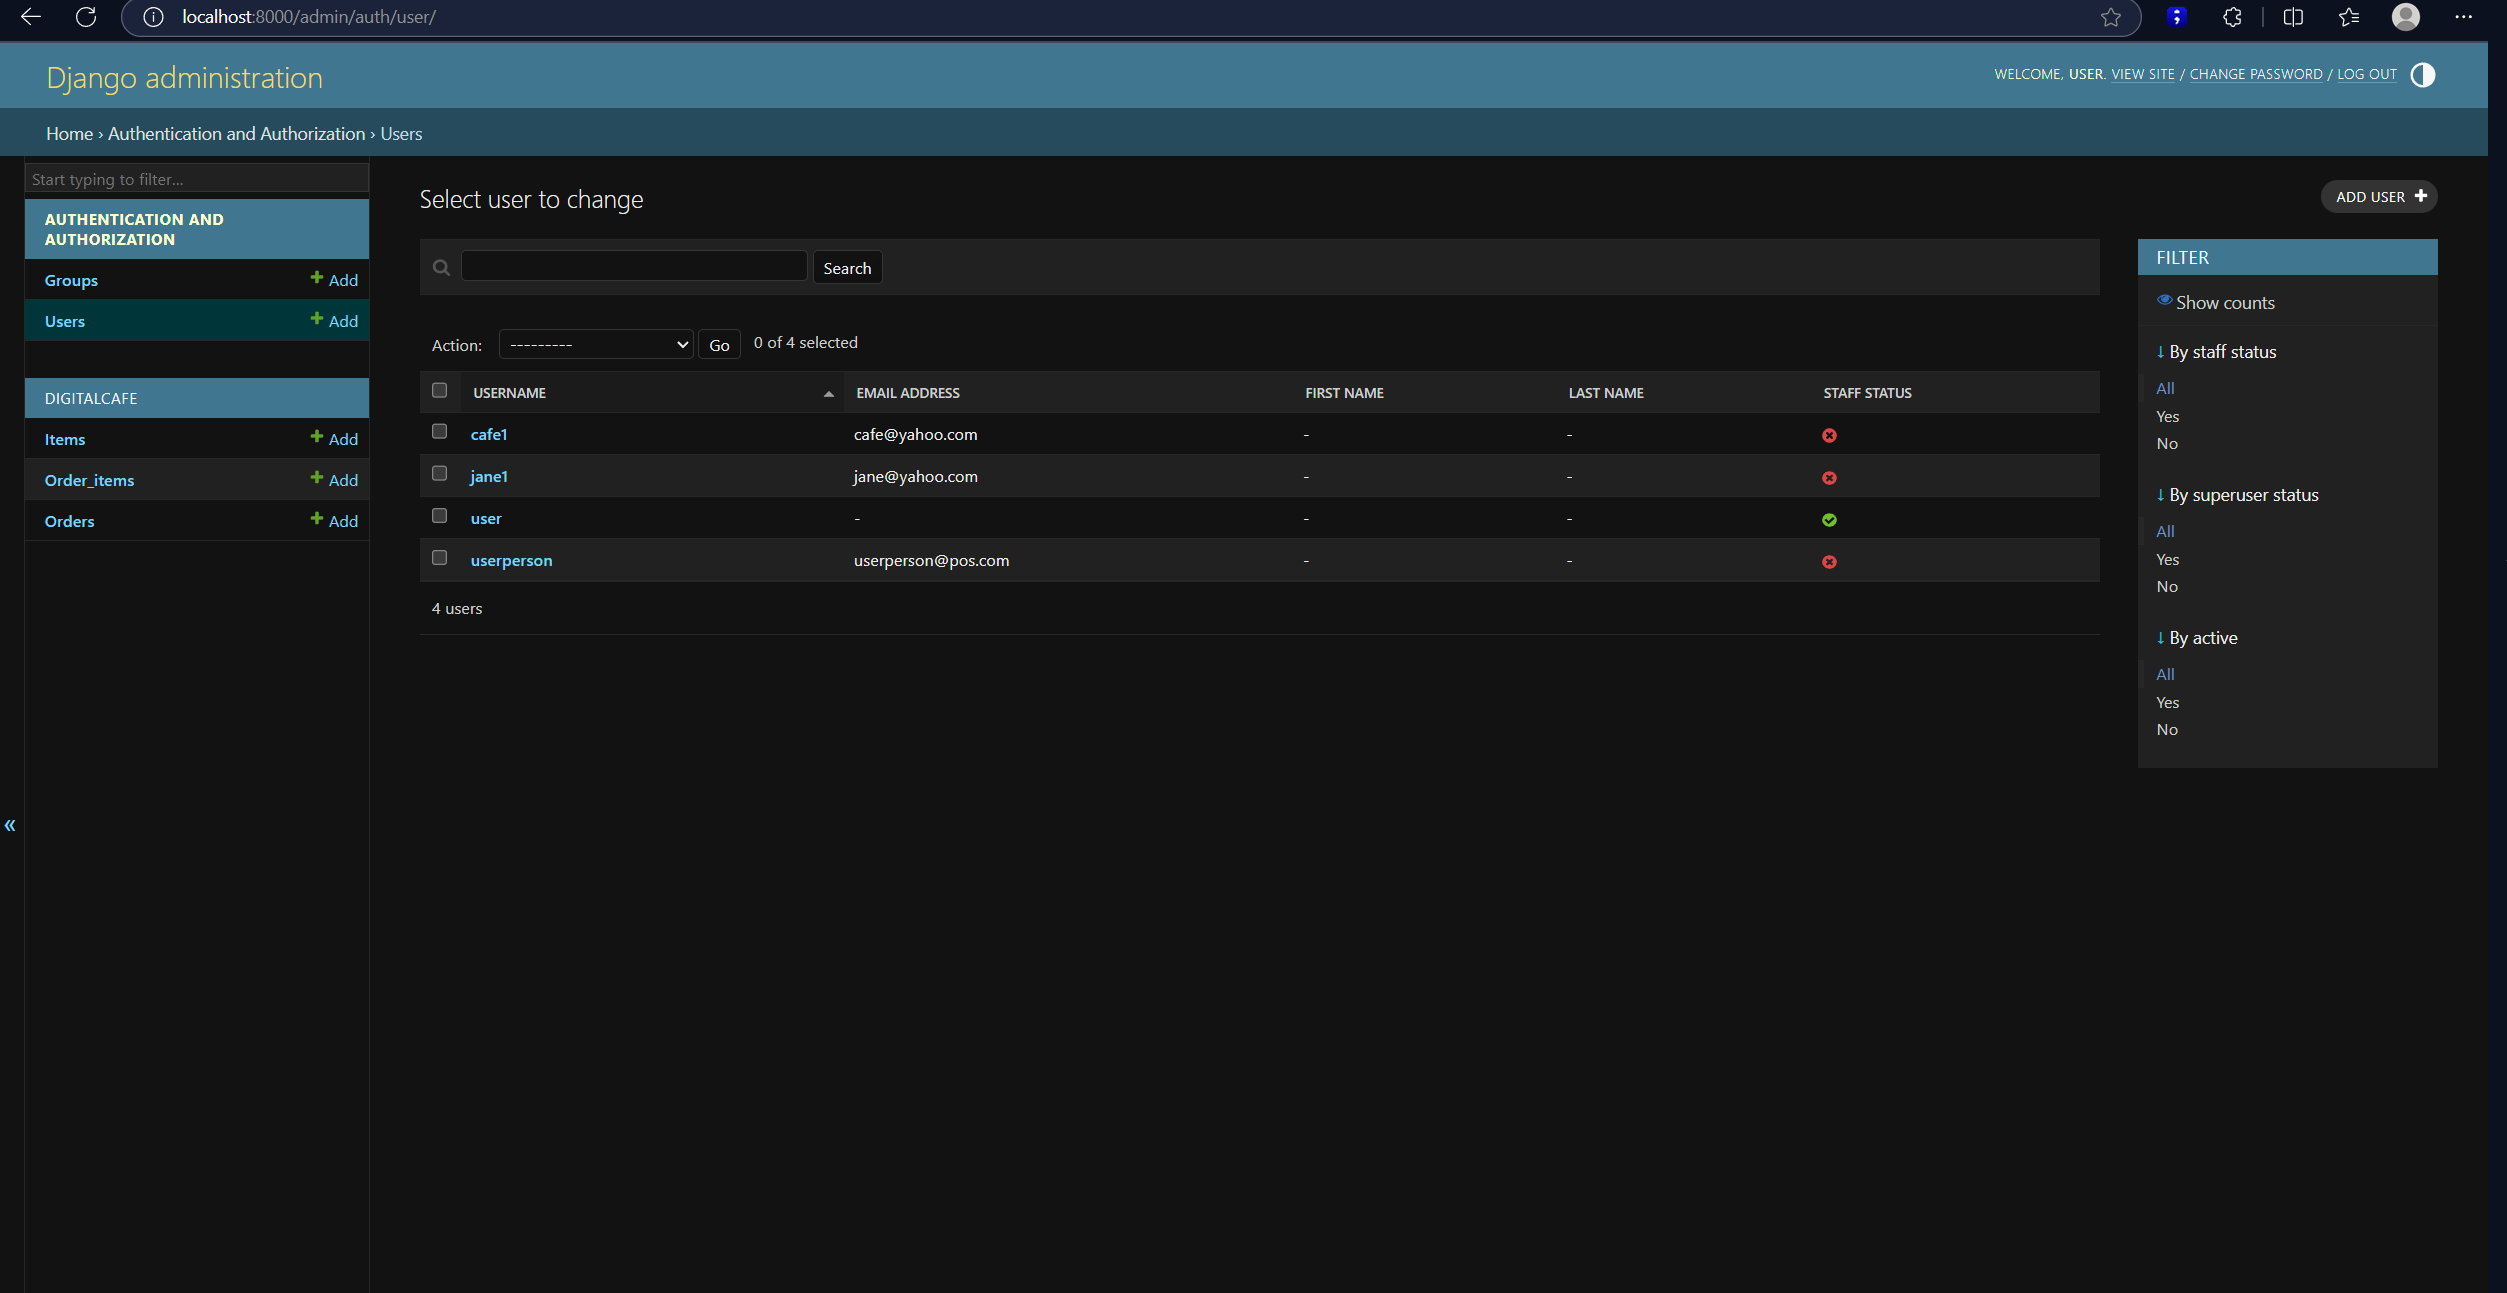 localhost:8000/admin/auth/user/
Django administration
WELCOME, USER. VIEW SITE / CHANGE PASSWORD / LOG OUT
Home › Authentication and Authorization › Users
Start typing to filter...
AUTHENTICATION AND
AUTHORIZATION
Groups
Add
Users
Add
DIGITALCAFE
Items
Add
Order_items
Add
Orders
Add
«
Select user to change
ADD USER
Search
Action: --------- Go 0 of 4 selected
USERNAME EMAIL ADDRESS FIRST NAME LAST NAME STAFF STATUS
cafe1 cafe@yahoo.com - -
jane1 jane@yahoo.com - -
user - - -
userperson userperson@pos.com - -
4 users
FILTER
Show counts
↓ By staff status
All
Yes
No
↓ By superuser status
All
Yes
No
↓ By active
All
Yes
No